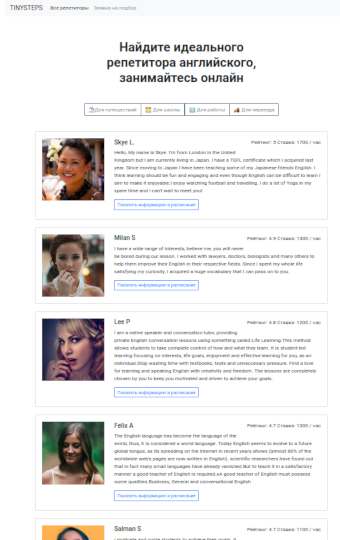 TINYSTEPS Все репетиторы Заявка на подбор
Найдите идеального
репетитора английского,
занимайтесь онлайн
Для путешествий Для школы Для работы Для переезда
Skye L. Рейтинг: 5 Ставка: 1700 / час
Hello, My name is Skye. I'm from London in the United
Kingdom but I am currently living in Japan. I have a TEFL certificate which I acquired last
year. Since moving to Japan I have been teaching some of my Japanese friends English. I
think learning should be fun and engaging and even though English can be difficult to learn I
aim to make it enjoyable.I enjoy watching football and traveling. I do a lot of Yoga in my
spare time and I can't wait to meet you!
Показать информацию и расписание
Milan S Рейтинг: 4.9 Ставка: 1300 / час
I have a wide range of interests, believe me, you will never
be bored during our lesson. I worked with lawyers, doctors, biologists and many others to
help them improve their English in their respective fields. Since I spend my whole life
satisfying my curiosity, I acquired a huge vocabulary that I can pass on to you.
Показать информацию и расписание
Lee P Рейтинг: 4.8 Ставка: 1200 / час
I am a native speaker and conversation tutor, providing
private English conversation lessons using something called Life Learning.This method
allows students to take complete control of how and what they learn. It is student-led
learning focusing on interests, life goals, enjoyment and effective learning for you, as an
individual.Stop wasting time with textbooks, tests and unnecessary pressure. Find a love
for learning and speaking English with creativity and freedom. The lessons are completely
chosen by you to keep you motivated and driven to achieve your goals.
Показать информацию и расписание
Felix A Рейтинг: 4.7 Ставка: 1300 / час
The English language has become the language of the
world, thus, it is considered a world language. Today English seems to evolve to a future
global tongue, as its spreading on the Internet in recent years shows (almost 80% of the
worldwide web's pages are now written in English). scientific researchers have found out
that in fact many small languages have already vanished.But to teach it in a satisfactory
manner a good teacher of English is required.sA good teacher of English must possess
some qualities.Business, General and conversational English
Показать информацию и расписание
Salman S Рейтинг: 4.7 Ставка: 1100 / час